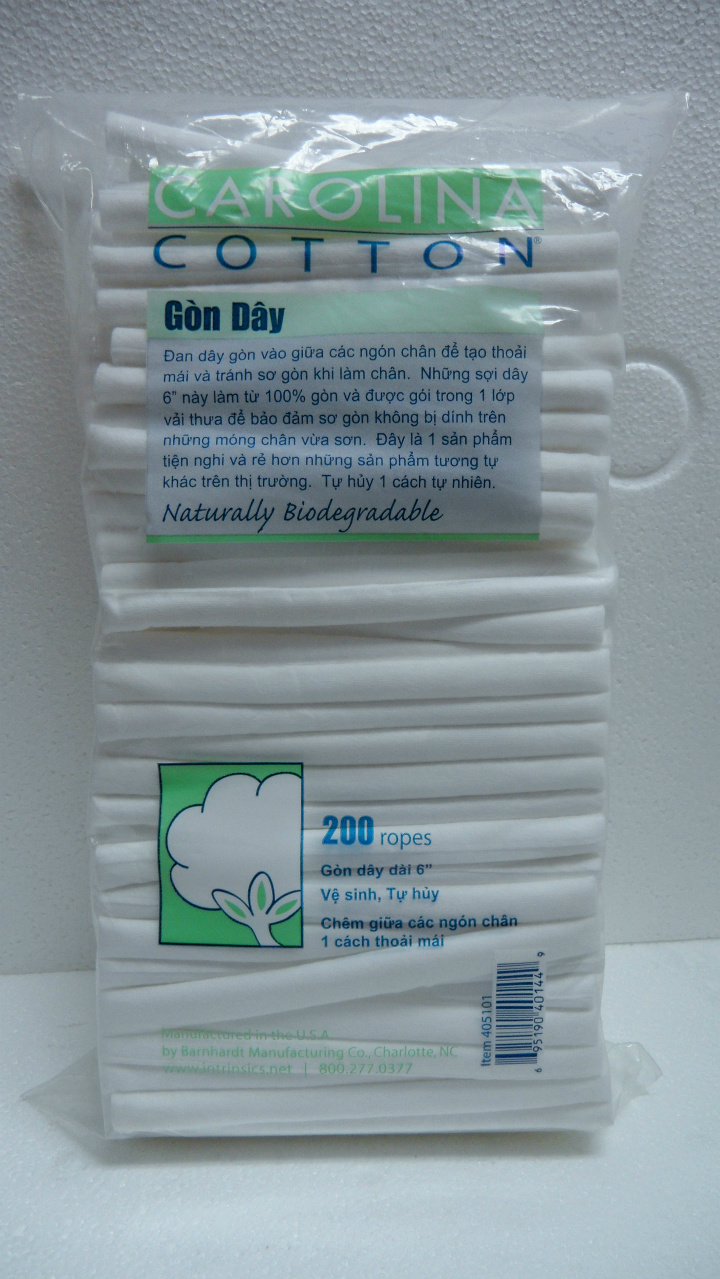 CAROLINA
COTTON®
Gòn Dây
Đan dây gòn vào giữa các ngón chân để tạo thoải
mái và tránh sơ gòn khi làm chân. Những sợi dây
6” này làm từ 100% gòn và được gói trong 1 lớp
vải thưa để bảo đảm sơ gòn không bị dính trên
những móng chân vừa sơn. Đây là 1 sản phẩm
tiện nghi và rẻ hơn những sản phẩm tương tự
khác trên thị trường. Tự hủy 1 cách tự nhiên.
Naturally Biodegradable
200 ropes
Gòn dây dài 6”
Vệ sinh, Tự hủy
Chêm giữa các ngón chân
1 cách thoải mái
Item 405101
6 95190 40144 9
Manufactured in the U.S.A.
by Barnhardt Manufacturing Co., Charlotte, NC
www.intrinsics.net | 800.277.0377